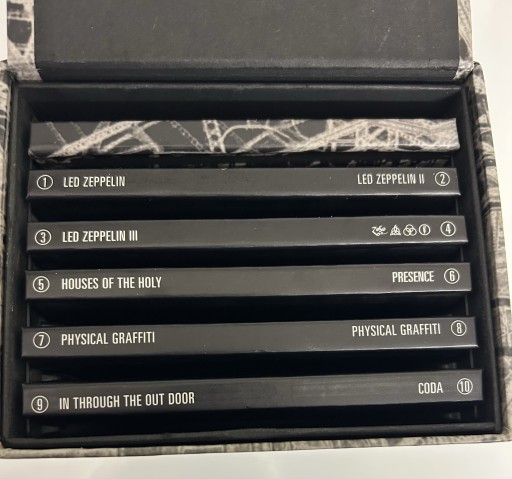 1 LED ZEPPELIN LED ZEPPELIN II 2
3 LED ZEPPELIN III 4
5 HOUSES OF THE HOLY PRESENCE 6
7 PHYSICAL GRAFFITI PHYSICAL GRAFFITI 8
9 IN THROUGH THE OUT DOOR CODA 10